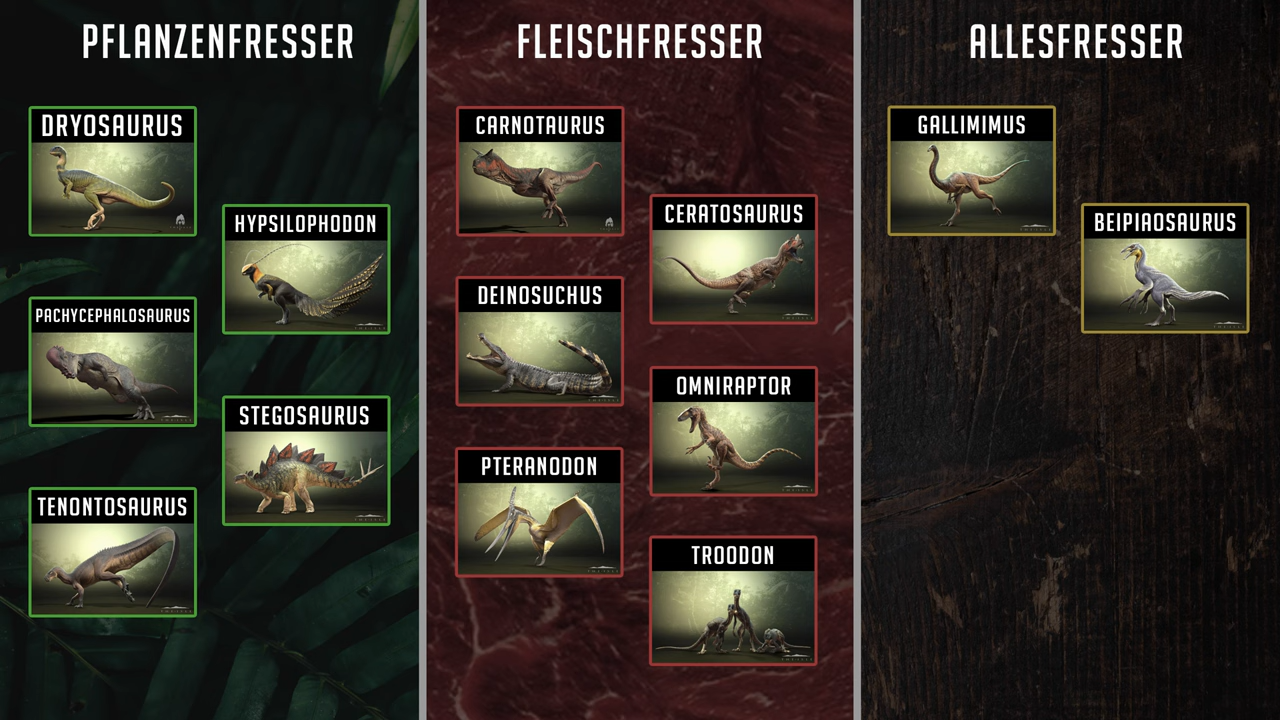 PFLANZENFRESSER
DRYOSAURUS
HYPSILOPHODON
PACHYCEPHALOSAURUS
STEGOSAURUS
TENONTOSAURUS
FLEISCHFRESSER
CARNOTAURUS
CERATOSAURUS
DEINOSUCHUS
OMNIRAPTOR
PTERANODON
TROODON
ALLESFRESSER
GALLIMIMUS
BEIPIAOSAURUS